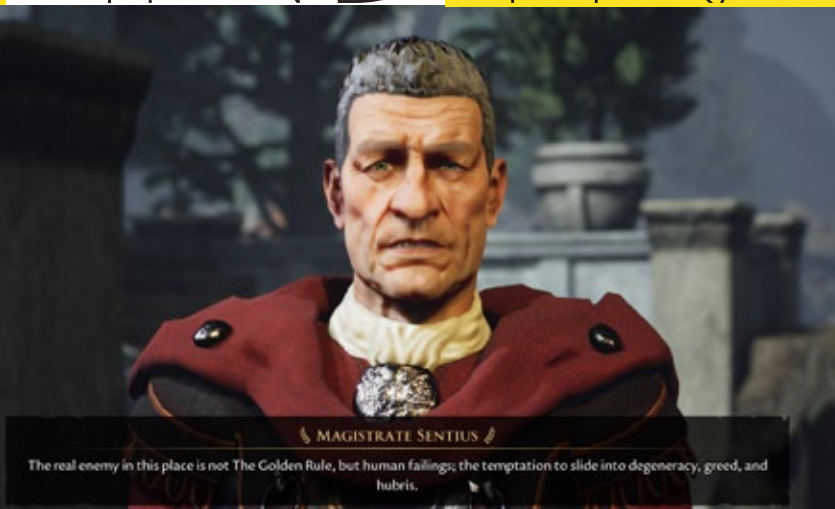 MAGISTRATE SENTIUS
The real enemy in this place is not The Golden Rule, but human failings; the temptation to slide into degeneracy, greed, and
hubris.